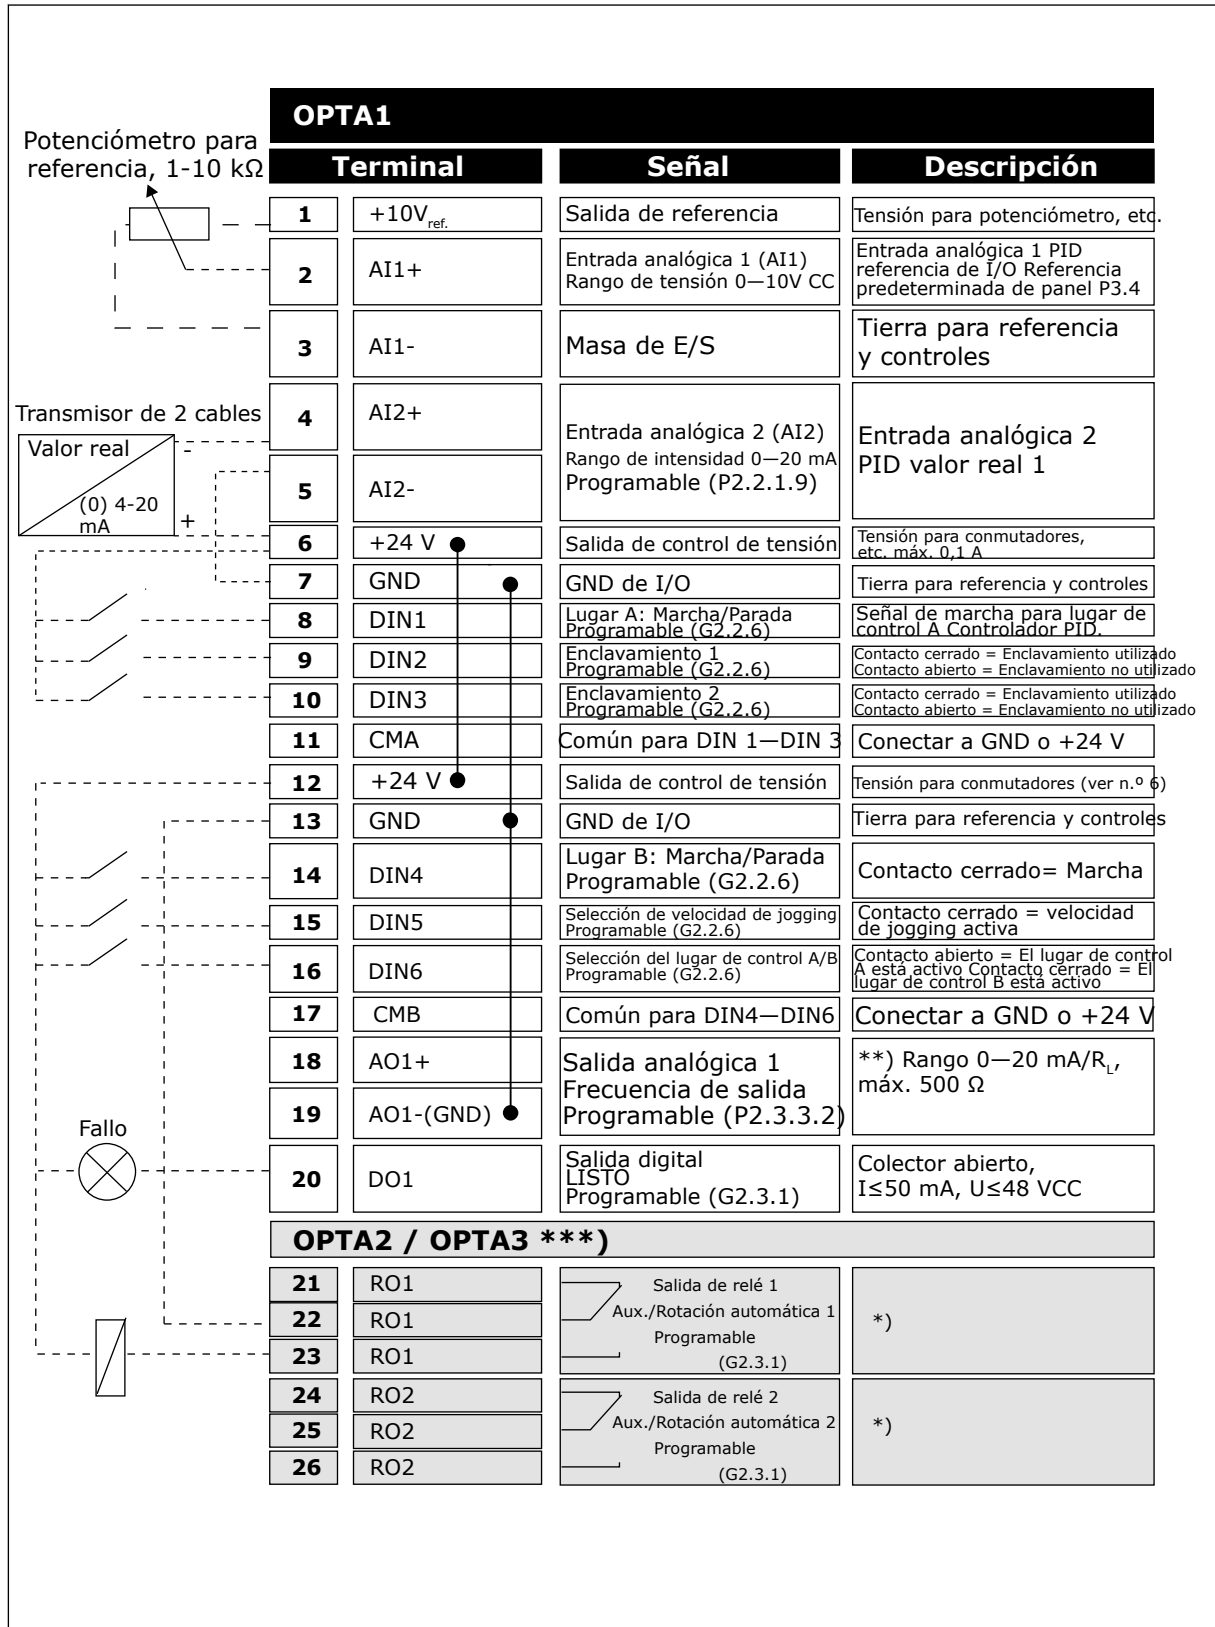 OPTA1
Potenciómetro para
referencia, 1-10 kΩ
Terminal Señal Descripción
1 +10Vref. Salida de referencia Tensión para potenciómetro, etc.
2 AI1+
Entrada analógica 1 (AI1)
Rango de tensión 0—10V CC
Entrada analógica 1 PID
referencia de I/O Referencia
predeterminada de panel P3.4
3 AI1- Masa de E/S
Tierra para referencia
y controles
Transmisor de 2 cables
Valor real
-
(0) 4-20
mA
+
4 AI2+
5 AI2-
Entrada analógica 2 (AI2)
Rango de intensidad 0—20 mA
Programable (P2.2.1.9)
Entrada analógica 2
PID valor real 1
6 +24 V Salida de control de tensión
Tensión para conmutadores,
etc. máx. 0,1 A
7 GND GND de I/O Tierra para referencia y controles
8 DIN1
Lugar A: Marcha/Parada
Programable (G2.2.6)
Señal de marcha para lugar de
control A Controlador PID.
9 DIN2
Enclavamiento 1
Programable (G2.2.6)
Contacto cerrado = Enclavamiento utilizado
Contacto abierto = Enclavamiento no utilizado
10 DIN3
Enclavamiento 2
Programable (G2.2.6)
Contacto cerrado = Enclavamiento utilizado
Contacto abierto = Enclavamiento no utilizado
11 CMA Común para DIN 1—DIN 3 Conectar a GND o +24 V
12 +24 V Salida de control de tensión Tensión para conmutadores (ver n.º 6)
13 GND GND de I/O Tierra para referencia y controles
14 DIN4
Lugar B: Marcha/Parada
Programable (G2.2.6)
Contacto cerrado= Marcha
15 DIN5
Selección de velocidad de jogging
Programable (G2.2.6)
Contacto cerrado = velocidad
de jogging activa
16 DIN6
Selección del lugar de control A/B
Programable (G2.2.6)
Contacto abierto = El lugar de control
A está activo Contacto cerrado = El
lugar de control B está activo
17 CMB Común para DIN4—DIN6 Conectar a GND o +24 V
18 AO1+
19 AO1-(GND)
Salida analógica 1
Frecuencia de salida
Programable (P2.3.3.2)
**) Rango 0—20 mA/RL,
máx. 500 Ω
Fallo
20 DO1
Salida digital
LISTO
Programable (G2.3.1)
Colector abierto,
I≤50 mA, U≤48 VCC
OPTA2 / OPTA3 ***)
21 RO1
22 RO1
23 RO1
Salida de relé 1
Aux./Rotación automática 1
Programable
(G2.3.1)
*)
24 RO2
25 RO2
26 RO2
Salida de relé 2
Aux./Rotación automática 2
Programable
(G2.3.1)
*)